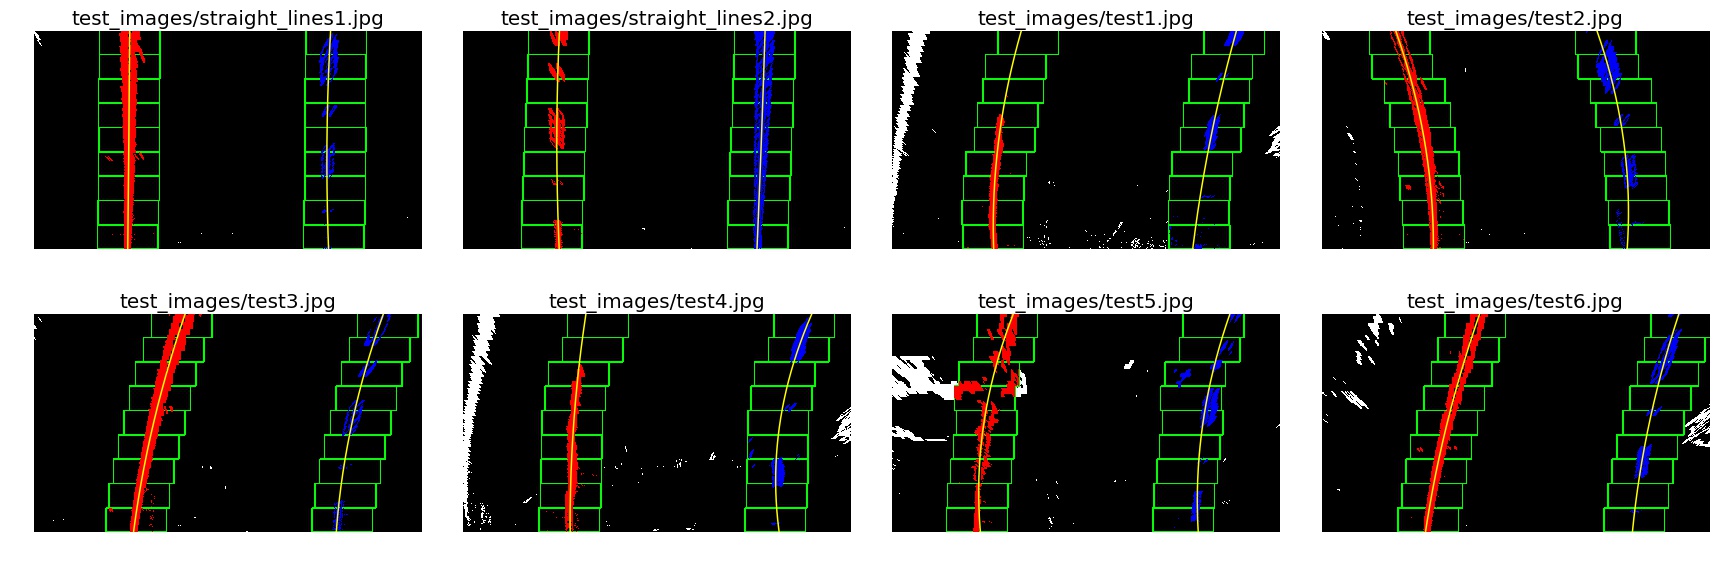 test_images/straight_lines1.jpg
test_images/straight_lines2.jpg
test_images/test1.jpg
test_images/test2.jpg
test_images/test3.jpg
test_images/test4.jpg
test_images/test5.jpg
test_images/test6.jpg